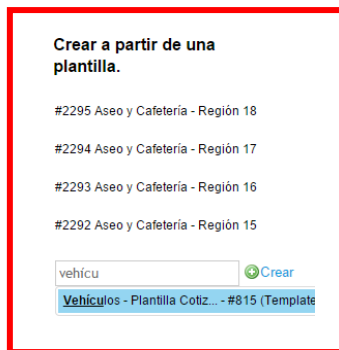 Crear a partir de una
plantilla.
#2295 Aseo y Cafetería - Región 18
#2294 Aseo y Cafetería - Región 17
#2293 Aseo y Cafetería - Región 16
#2292 Aseo y Cafetería - Región 15
vehícu
Crear
Vehículos - Plantilla Cotiz... - #815 (Template